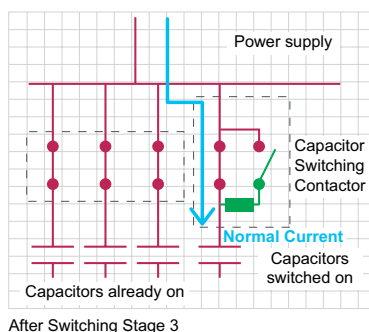 Power supply
Capacitor
Switching
Contactor
Normal Current
Capacitors
switched on
Capacitors already on
After Switching Stage 3